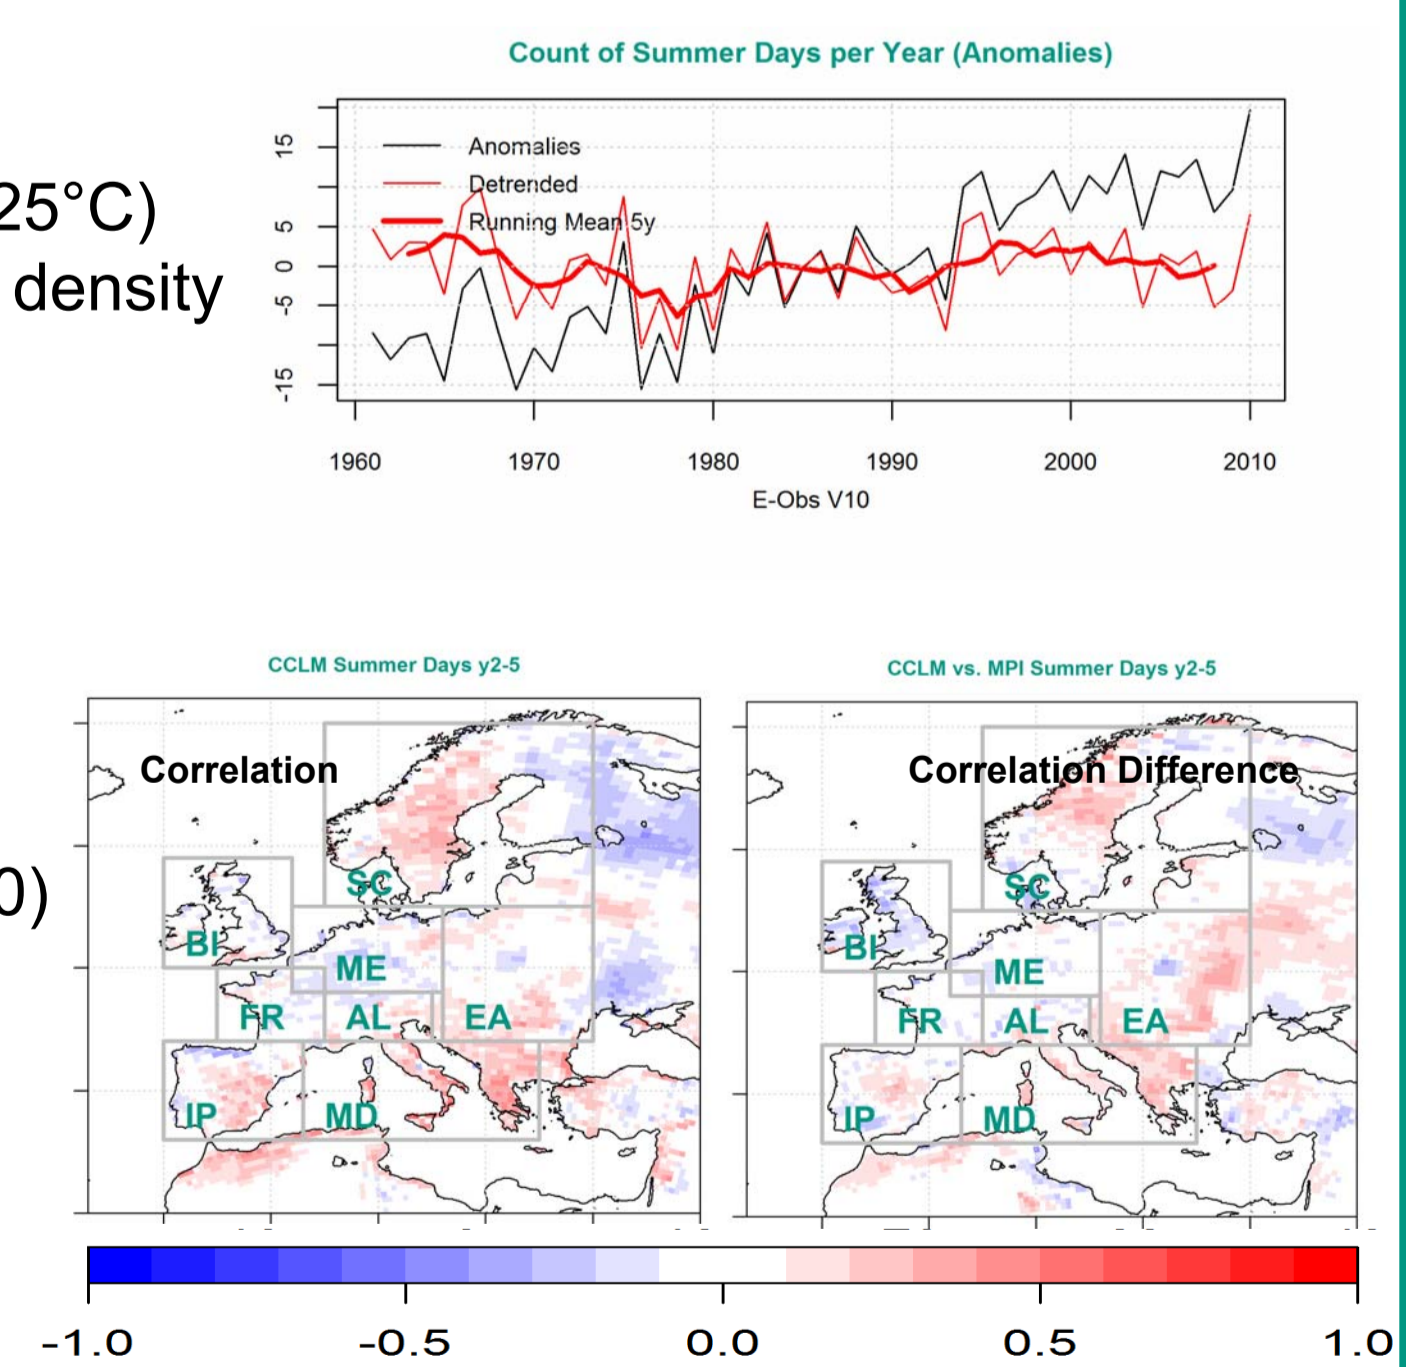 Count of Summer Days per Year (Anomalies)
25°C)
density
15
5
0
-5
-15
Anomalies
Detrended
Running Mean 5y
1960 1970 1980 1990 2000 2010
E-Obs V10
CCLM Summer Days y2-5
CCLM vs. MPI Summer Days y2-5
Correlation
Correlation Difference
0)
SC
BI
ME
FR
AL
EA
IP
MD
SC
BI
ME
FR
AL
EA
IP
MD
-1.0 -0.5 0.0 0.5 1.0